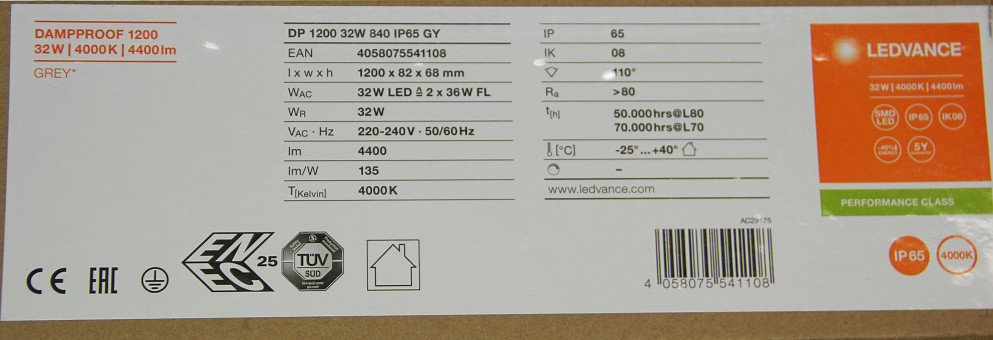 DAMPPROOF 1200
32W | 4000K | 4400lm
GREY*
DP 1200 32W 840 IP65 GY
EAN 4058075541108
l x w x h 1200 x 82 x 68 mm
WAC 32W LED ≙ 2 x 36W FL
WR 32W
VAC · Hz 220-240V · 50/60Hz
lm 4400
lm/W 135
T[Kelvin] 4000K
IP 65
IK 08
110°
Ra >80
t[h] 50.000hrs@L80
70.000hrs@L70
[°C] -25°...+40°
–
www.ledvance.com
LEDVANCE
32W | 4000K | 4400lm
SMD LED IP65 IK08
-40% ENERGY 5Y
PERFORMANCE CLASS
CE EAC ENEC 25 TÜV SÜD
AC29175
4 058075 541108
IP65 4000K